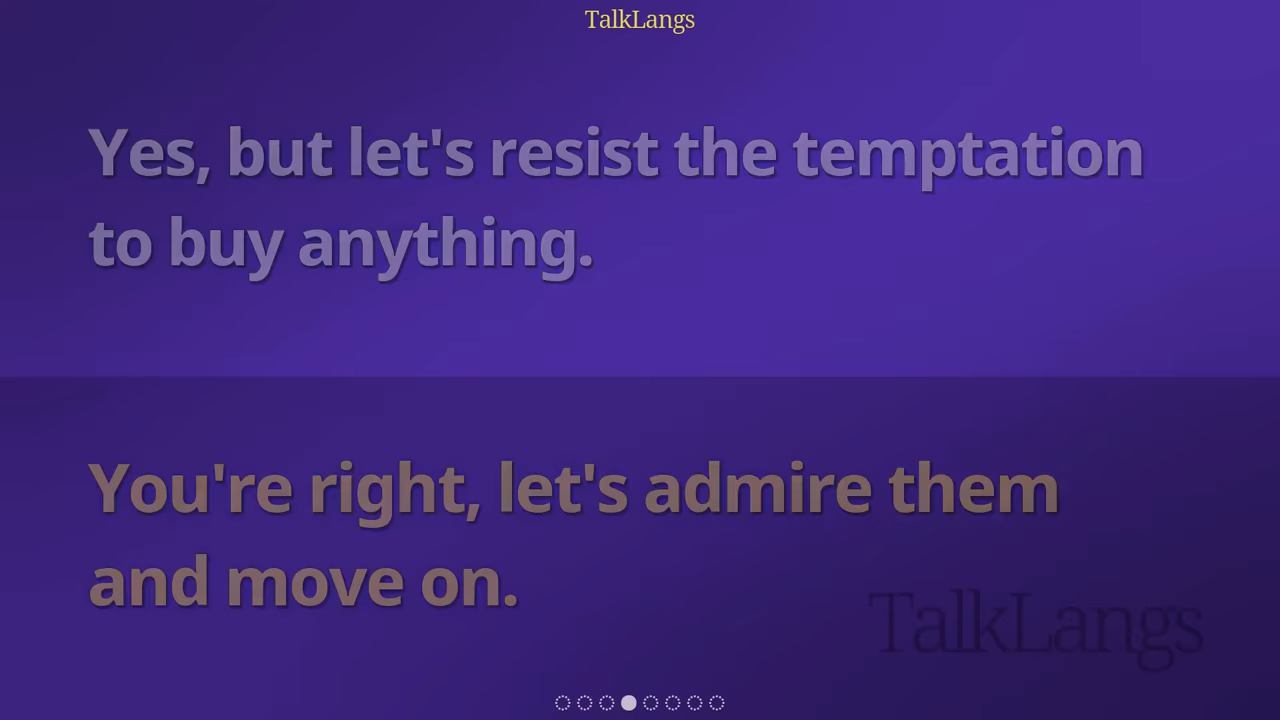 TalkLangs
Yes, but let's resist the temptation
to buy anything.
You're right, let's admire them
and move on.
TalkLangs